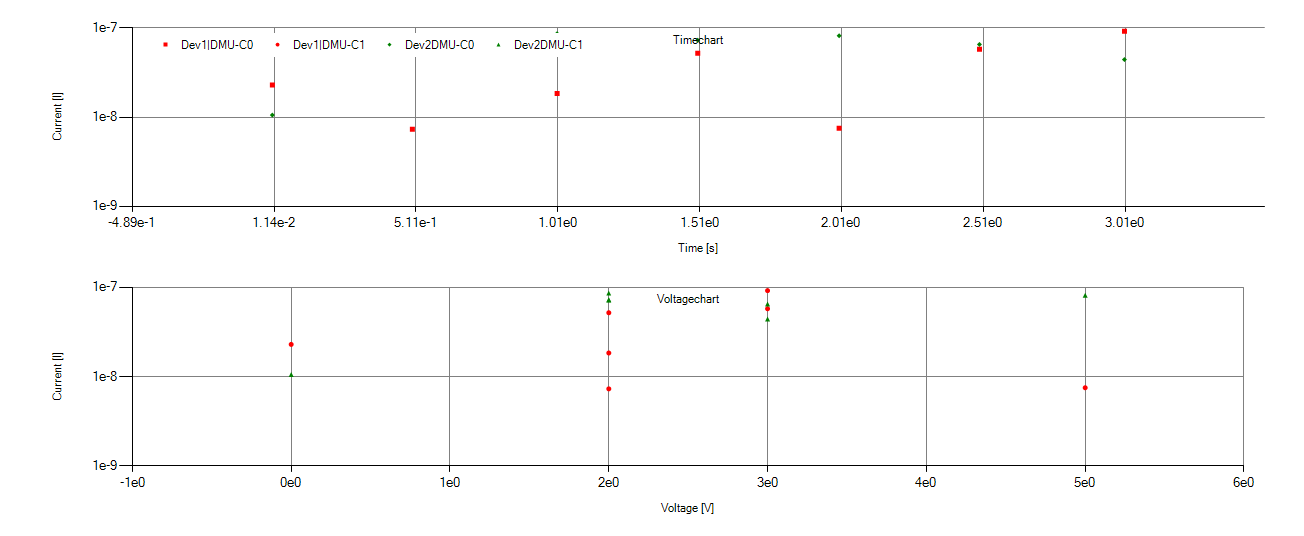 1e-7
Dev1|DMU-C0 Dev1|DMU-C1 Dev2DMU-C0 Dev2DMU-C1 Timechart
Current [I]
1e-8
1e-9
-4.89e-1 1.14e-2 5.11e-1 1.01e0 1.51e0 2.01e0 2.51e0 3.01e0
Time [s]
1e-7
Voltagechart
Current [I]
1e-8
1e-9
-1e0 0e0 1e0 2e0 3e0 4e0 5e0 6e0
Voltage [V]